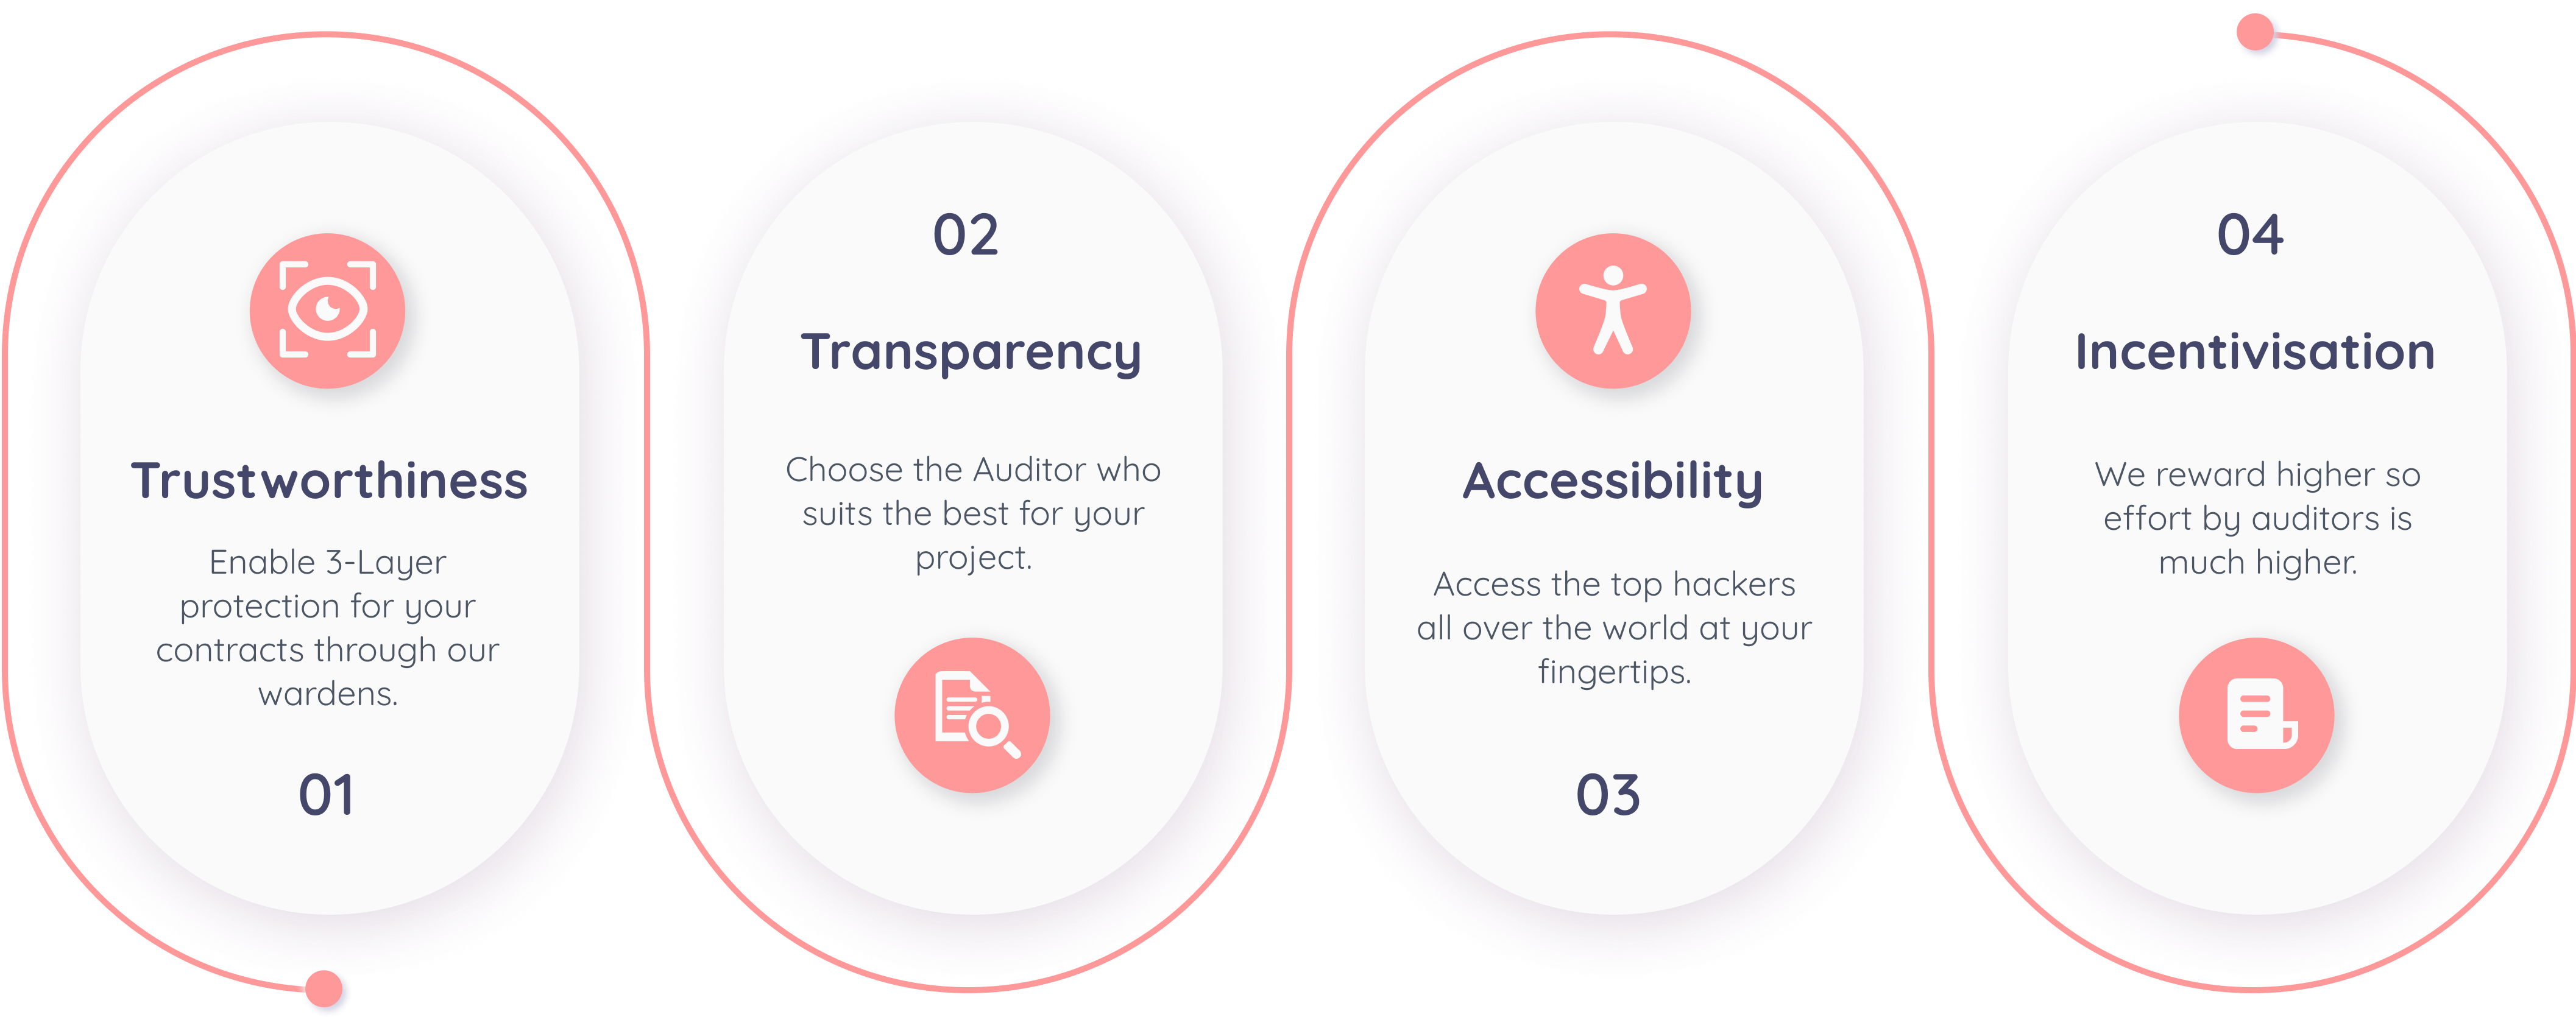 Trustworthiness
Enable 3-Layer
protection for your
contracts through our
wardens.
01
02
Transparency
Choose the Auditor who
suits the best for your
project.
Accessibility
Access the top hackers
all over the world at your
fingertips.
03
04
Incentivisation
We reward higher so
effort by auditors is
much higher.